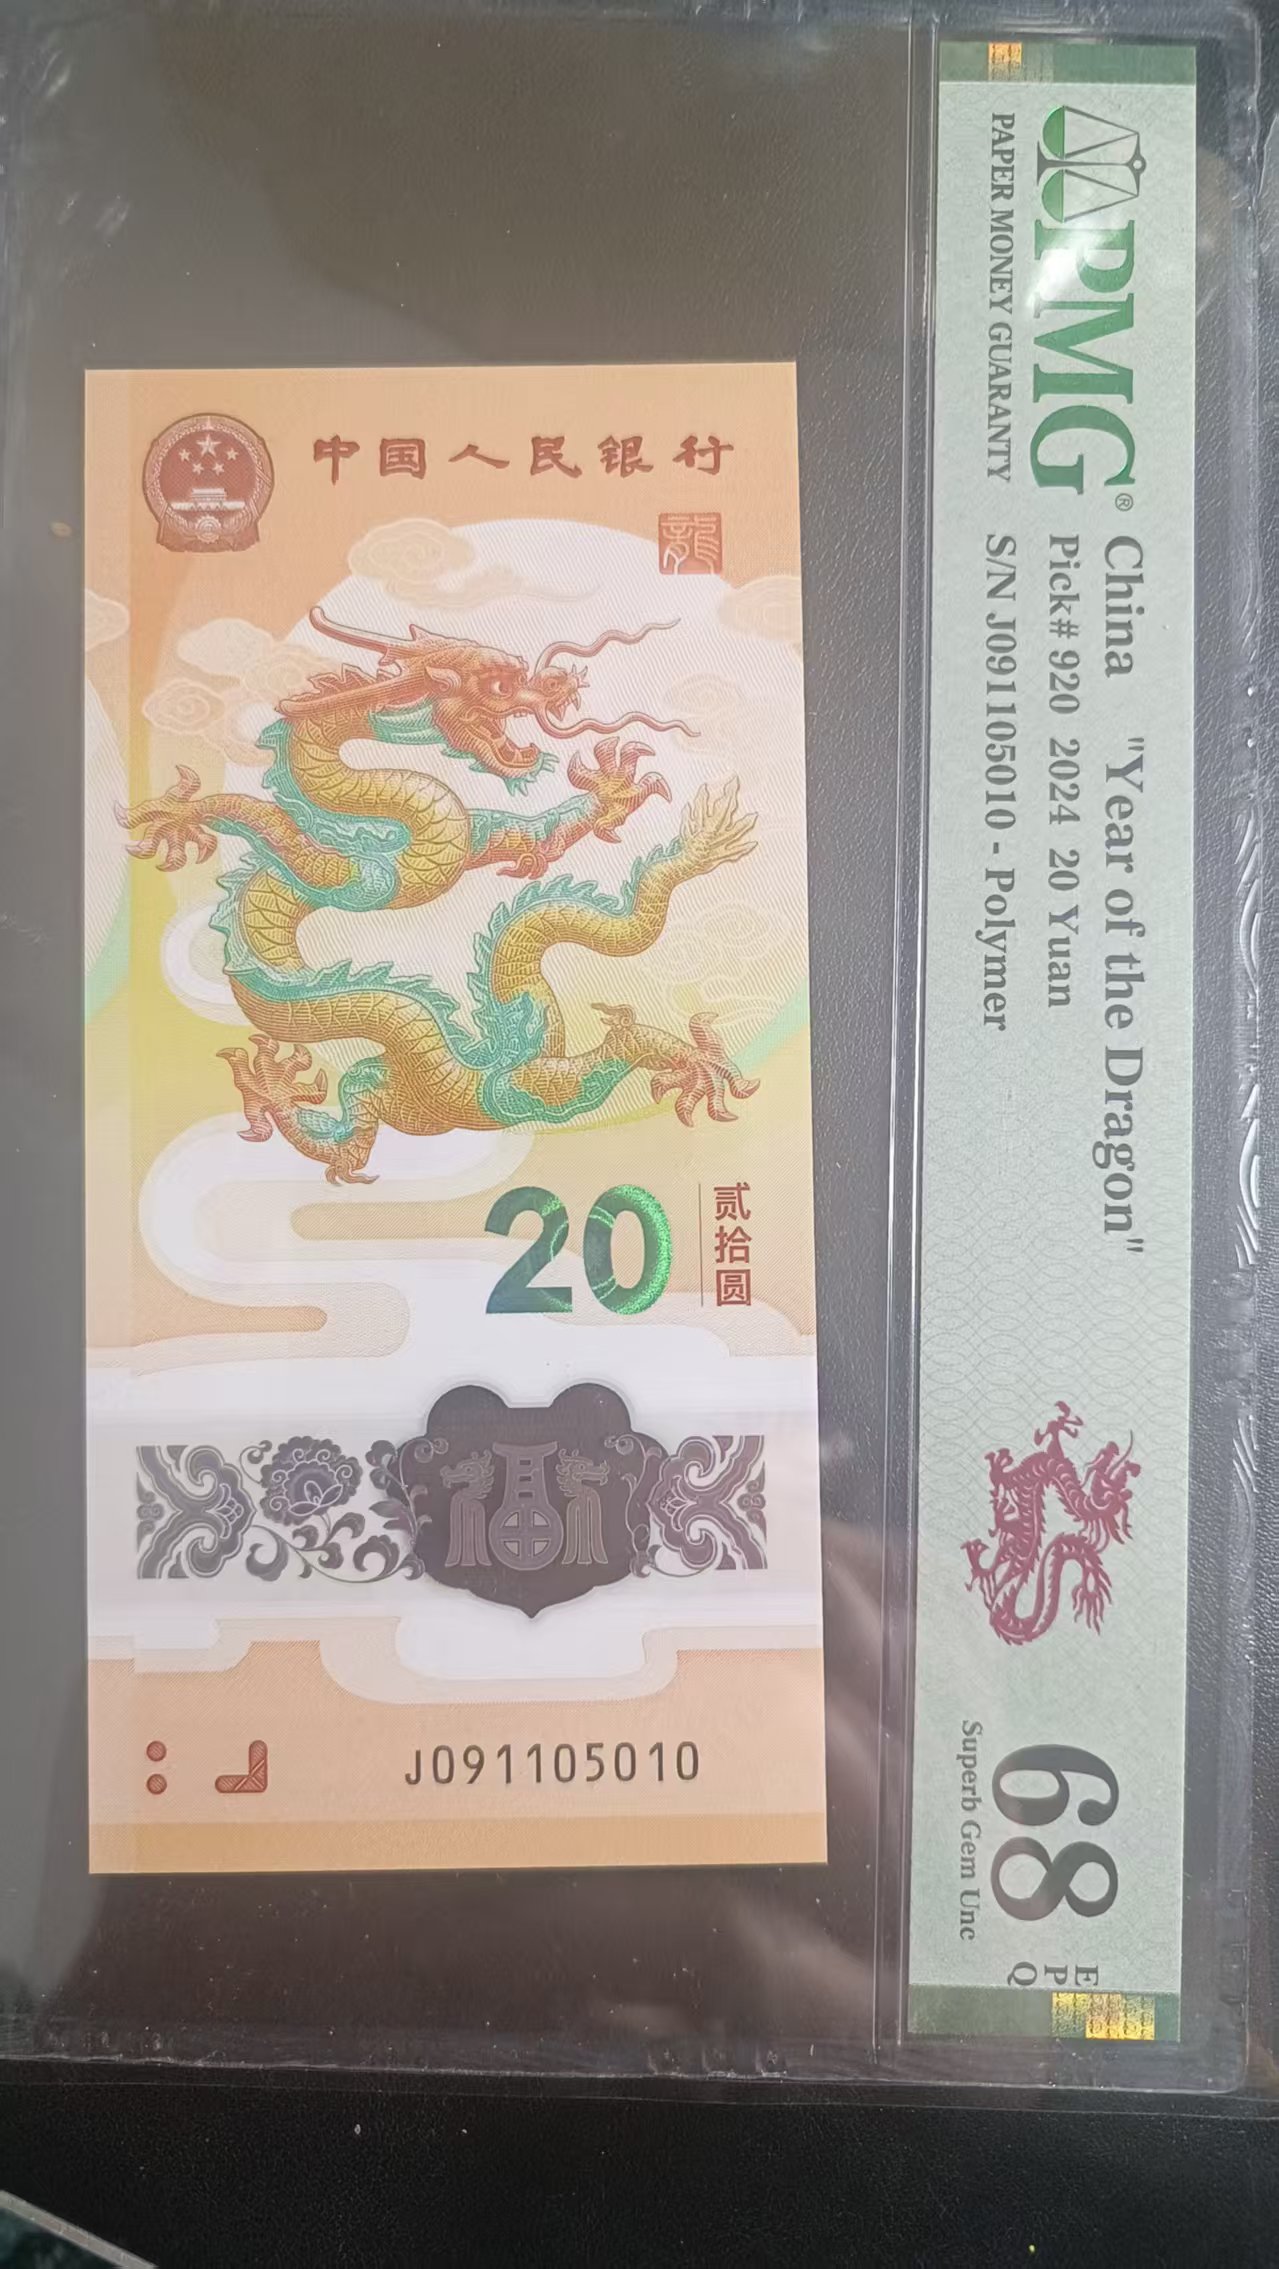 中国人民银行
龍
贰拾圆
20
福
J091105010
PMG®
PAPER MONEY GUARANTY
China "Year of the Dragon"
Pick# 920 2024 20 Yuan
S/N J091105010 - Polymer
68
EPQ
Superb Gem Unc